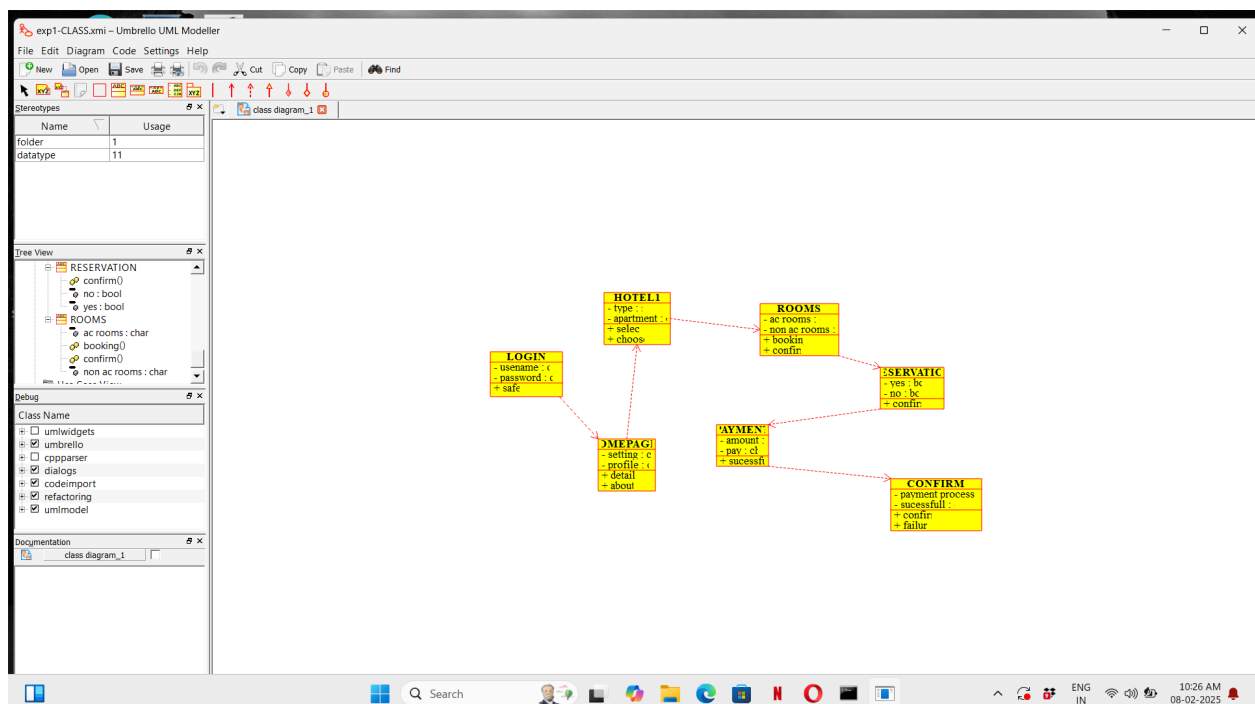 exp1-CLASS.xmi – Umbrello UML Modeller
File Edit Diagram Code Settings Help
New Open Save Cut Copy Paste Find
Stereotypes
class diagram_1
Name Usage
folder 1
datatype 11
Tree View
RESERVATION
confirm()
no : bool
yes : bool
ROOMS
ac rooms : char
booking()
confirm()
non ac rooms : char
Debug
Class Name
umlwidgets
umbrello
cppparser
dialogs
codeimport
refactoring
umlmodel
Documentation
class diagram_1
HOTEL1
- type :
- apartment :
+ selec
+ choose
ROOMS
- ac rooms :
- non ac rooms :
+ bookin
+ confir
LOGIN
- usename : c
- password : c
+ safe
ESERVATIO
- yes : bo
- no : bo
+ confir
OMEPAG
- setting : c
- profile :
+ detail
+ about
AYMEN
- amount :
- pay : cl
+ sucessf
CONFIRM
- payment process
- sucessfull :
+ confir
+ failur
Search
ENG
IN
10:26 AM
08-02-2025